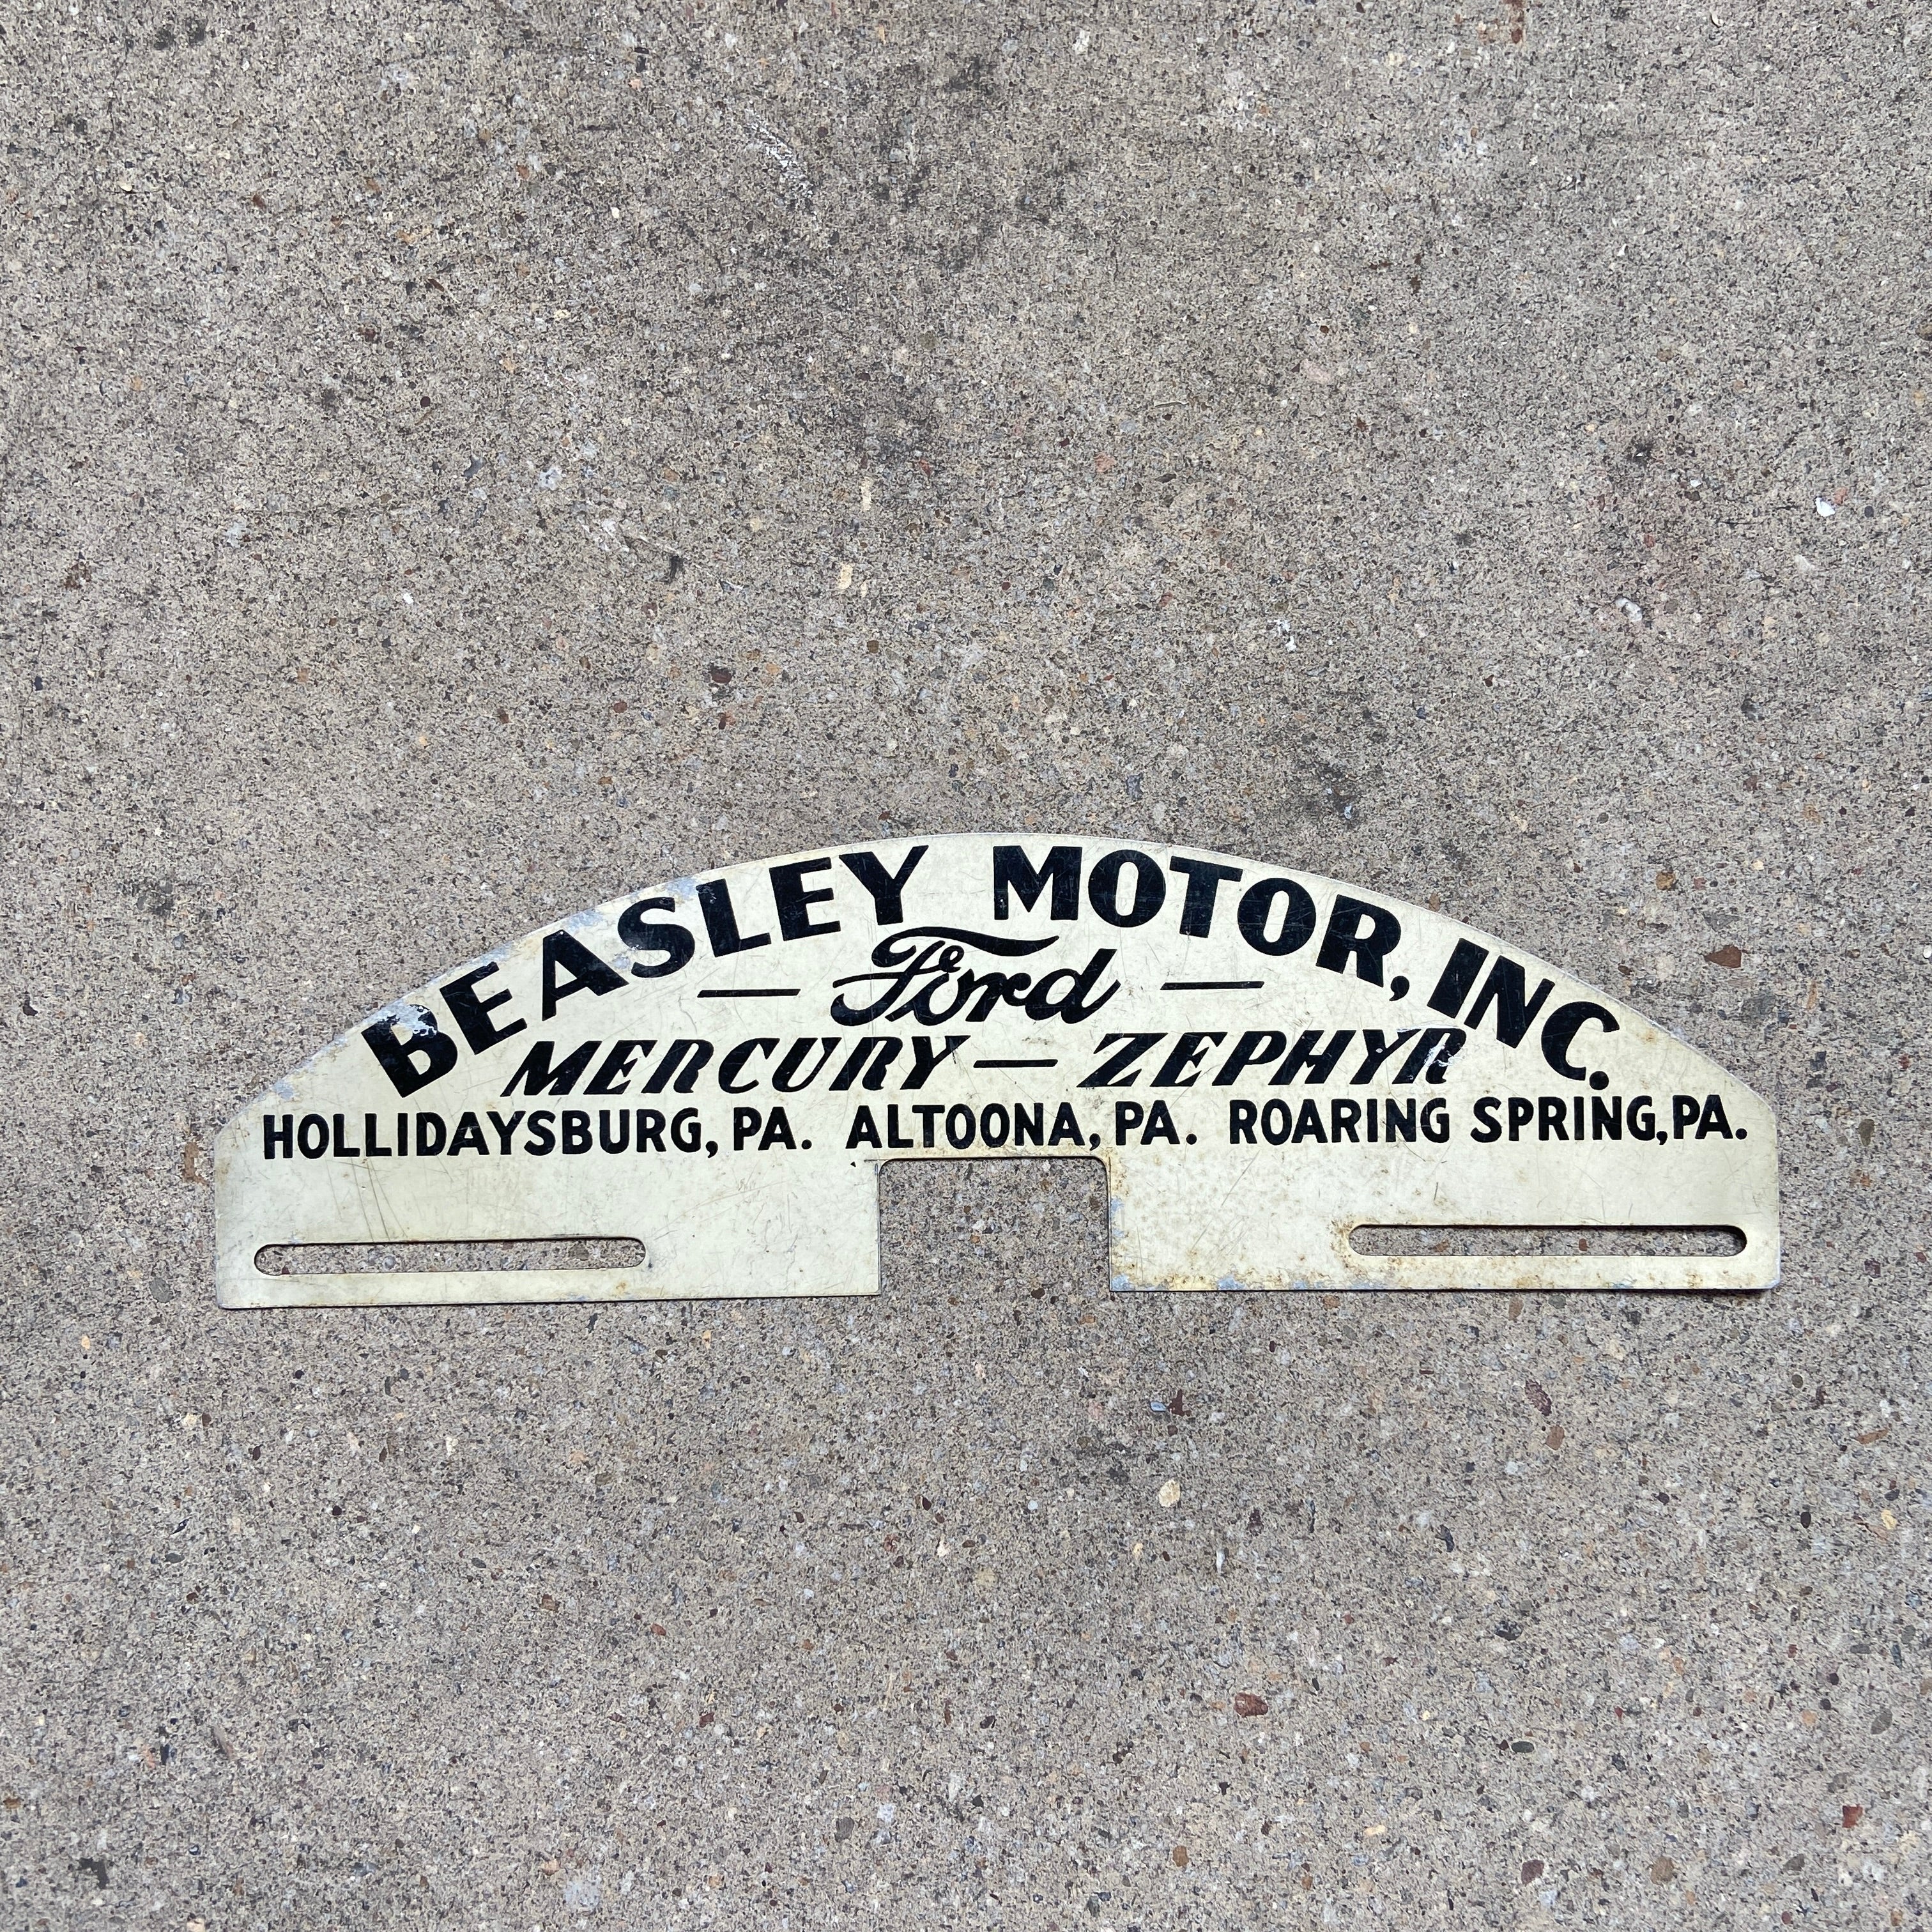 BEASLEY MOTOR, INC.
— Ford —
MERCURY — ZEPHYR
HOLLIDAYSBURG, PA. ALTOONA, PA. ROARING SPRING, PA.